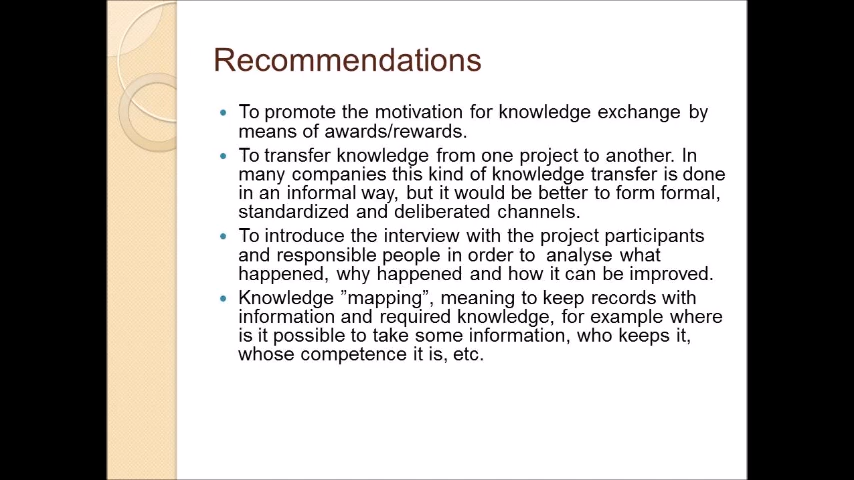 Recommendations
• To promote the motivation for knowledge exchange by
means of awards/rewards.
• To transfer knowledge from one project to another. In
many companies this kind of knowledge transfer is done
in an informal way, but it would be better to form formal,
standardized and deliberated channels.
• To introduce the interview with the project participants
and responsible people in order to  analyse what
happened, why happened and how it can be improved.
• Knowledge ”mapping”, meaning to keep records with
information and required knowledge, for example where
is it possible to take some information, who keeps it,
whose competence it is, etc.